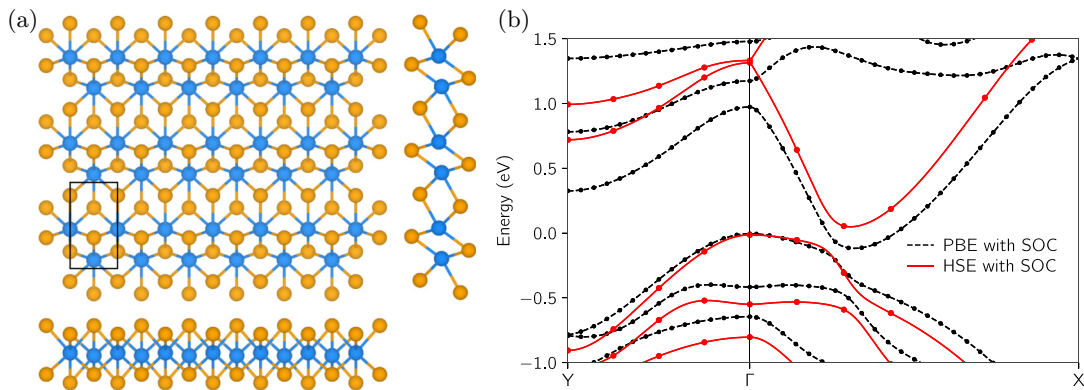 (a)
(b)
Energy (eV)
1.5
1.0
0.5
0.0
−0.5
−1.0
PBE with SOC
HSE with SOC
Y
Γ
X